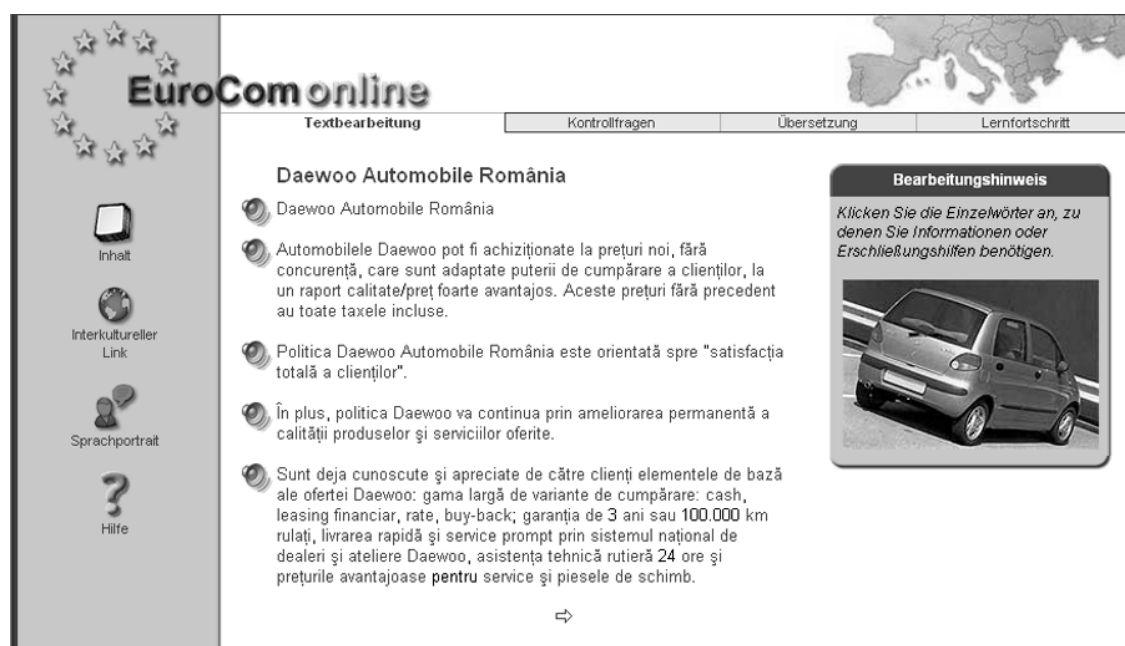 EuroCom online
Textbearbeitung
Kontrollfragen
Übersetzung
Lernfortschritt
Inhalt
Interkultureller
Link
Sprachportrait
Hilfe
Daewoo Automobile România
Daewoo Automobile România
Automobilele Daewoo pot fi achiziționate la prețuri noi, fără
concurență, care sunt adaptate puterii de cumpărare a clienților, la
un raport calitate/preț foarte avantajos. Aceste prețuri fără precedent
au toate taxele incluse.
Politica Daewoo Automobile România este orientată spre "satisfacția
totală a clienților".
În plus, politica Daewoo va continua prin ameliorarea permanentă a
calității produselor și serviciilor oferite.
Sunt deja cunoscute și apreciate de către clienți elementele de bază
ale ofertei Daewoo: gama largă de variante de cumpărare: cash,
leasing financiar, rate, buy-back; garanția de 3 ani sau 100.000 km
rulați, livrarea rapidă și service prompt prin sistemul național de
dealeri și ateliere Daewoo, asistența tehnică rutieră 24 ore și
prețurile avantajoase pentru service și piesele de schimb.
Bearbeitungshinweis
Klicken Sie die Einzelwörter an, zu
denen Sie Informationen oder
Erschließungshilfen benötigen.